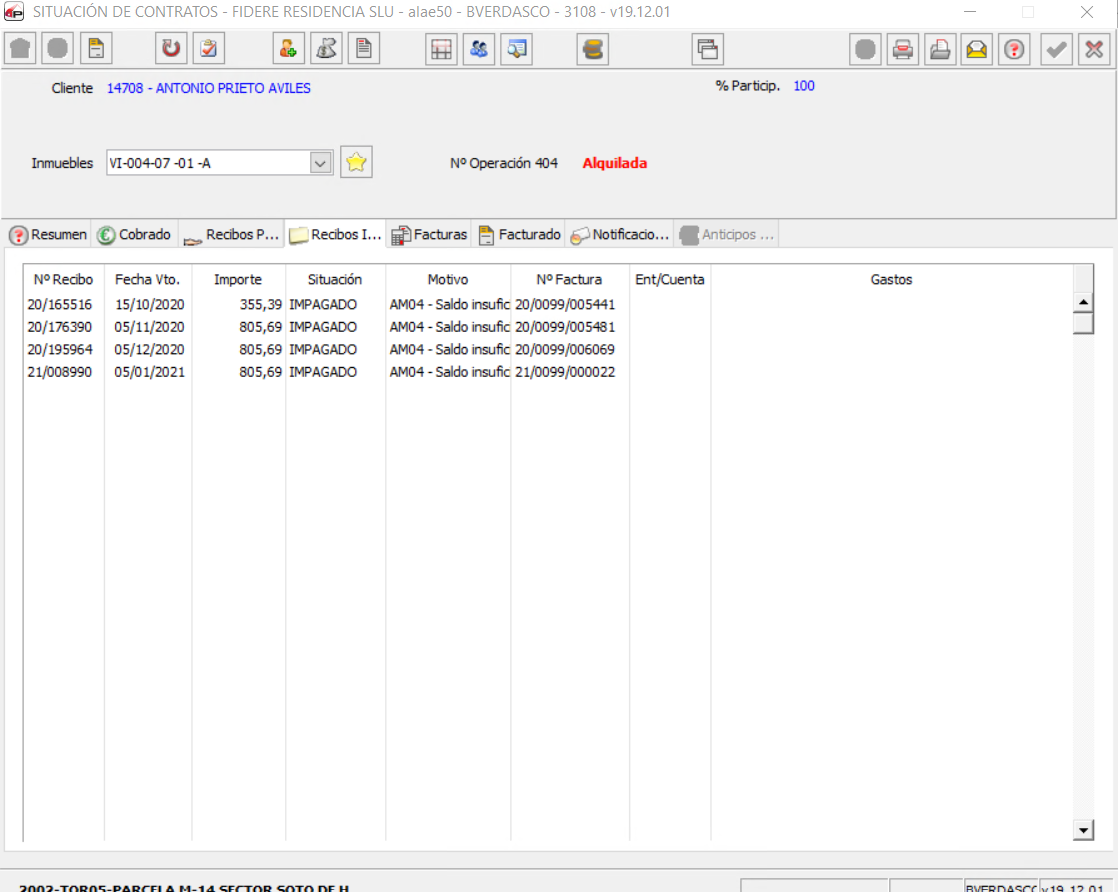 SITUACIÓN DE CONTRATOS - FIDERE RESIDENCIA SLU - alae50 - BVERDASCO - 3108 - v19.12.01
Cliente 14708 - ANTONIO PRIETO AVILES % Particip. 100
Inmuebles VI-004-07 -01 -A Nº Operación 404 Alquilada
Resumen Cobrado Recibos P... Recibos I... Facturas Facturado Notificacio... Anticipos ...
Nº Recibo Fecha Vto. Importe Situación Motivo Nº Factura Ent/Cuenta Gastos
20/165516 15/10/2020 355,39 IMPAGADO AM04 - Saldo insufic 20/0099/005441
20/176390 05/11/2020 805,69 IMPAGADO AM04 - Saldo insufic 20/0099/005481
20/195964 05/12/2020 805,69 IMPAGADO AM04 - Saldo insufic 20/0099/006069
21/008990 05/01/2021 805,69 IMPAGADO AM04 - Saldo insufic 21/0099/000022
2002-TOR05-PARCELA M-14 SECTOR SOTO DE H BVERDASCO v19.12.01